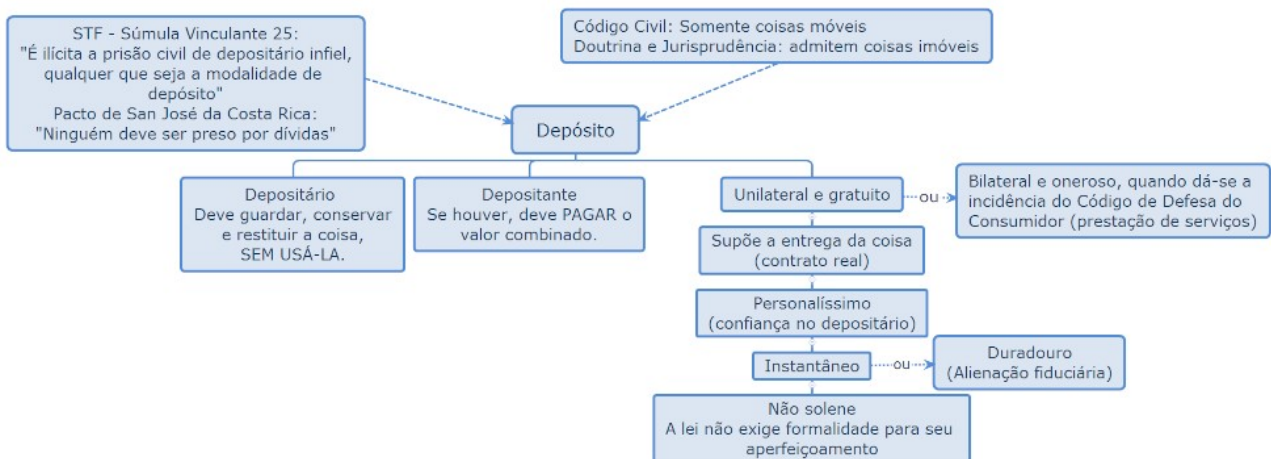 STF - Súmula Vinculante 25:
"É ilícita a prisão civil de depositário infiel,
qualquer que seja a modalidade de
depósito"
Pacto de San José da Costa Rica:
"Ninguém deve ser preso por dívidas"
Código Civil: Somente coisas móveis
Doutrina e Jurisprudência: admitem coisas imóveis
Depósito
Depositário
Deve guardar, conservar
e restituir a coisa,
SEM USÁ-LA.
Depositante
Se houver, deve PAGAR o
valor combinado.
Unilateral e gratuito
ou
Bilateral e oneroso, quando dá-se a
incidência do Código de Defesa do
Consumidor (prestação de serviços)
Supõe a entrega da coisa
(contrato real)
Personalíssimo
(confiança no depositário)
Instantâneo
ou
Duradouro
(Alienação fiduciária)
Não solene
A lei não exige formalidade para seu
aperfeiçoamento